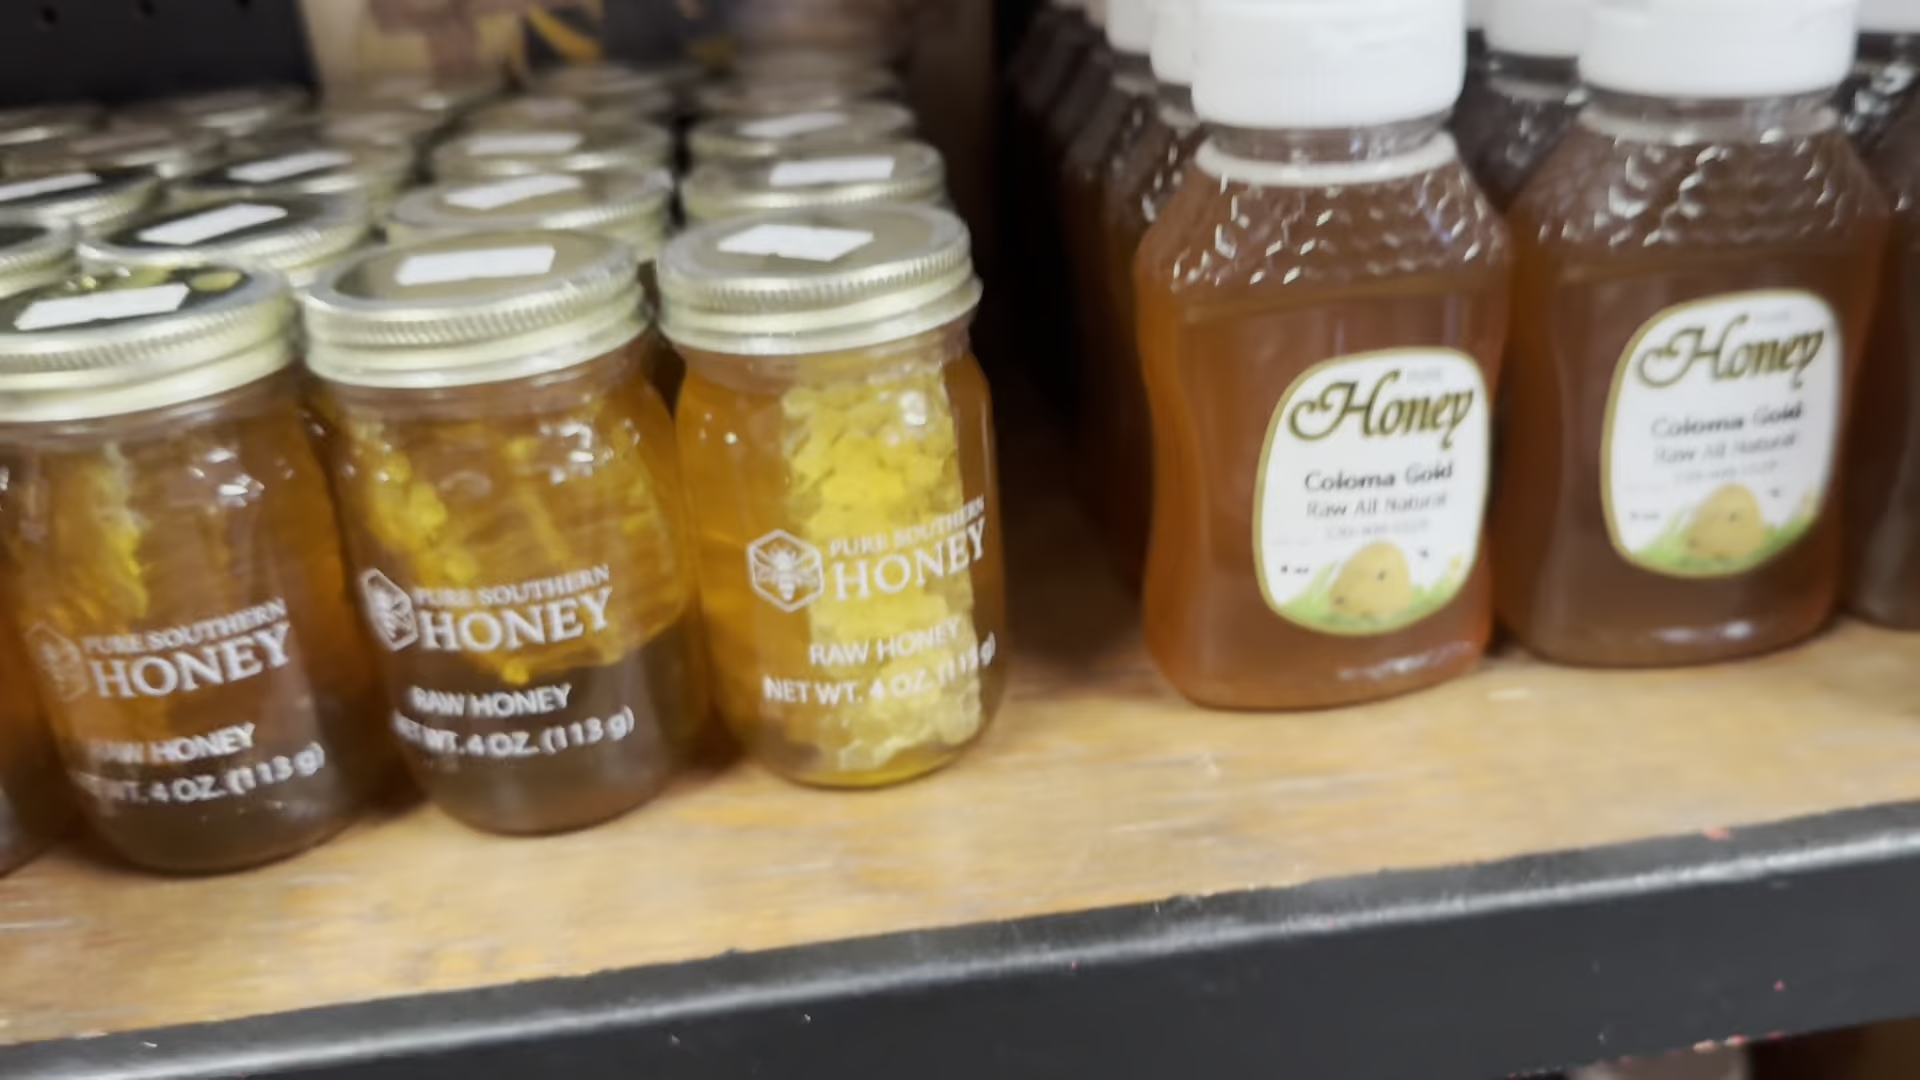 PURE SOUTHERN
HONEY
RAW HONEY
WT. 4 OZ. (113 g)
PURE SOUTHERN
HONEY
RAW HONEY
NET WT. 4 OZ. (113 g)
PURE SOUTHERN
HONEY
RAW HONEY
NET WT. 4 OZ. (113 g)
Honey
Coloma Gold
Raw All Natural
Honey
Coloma Gold
Raw All Natural